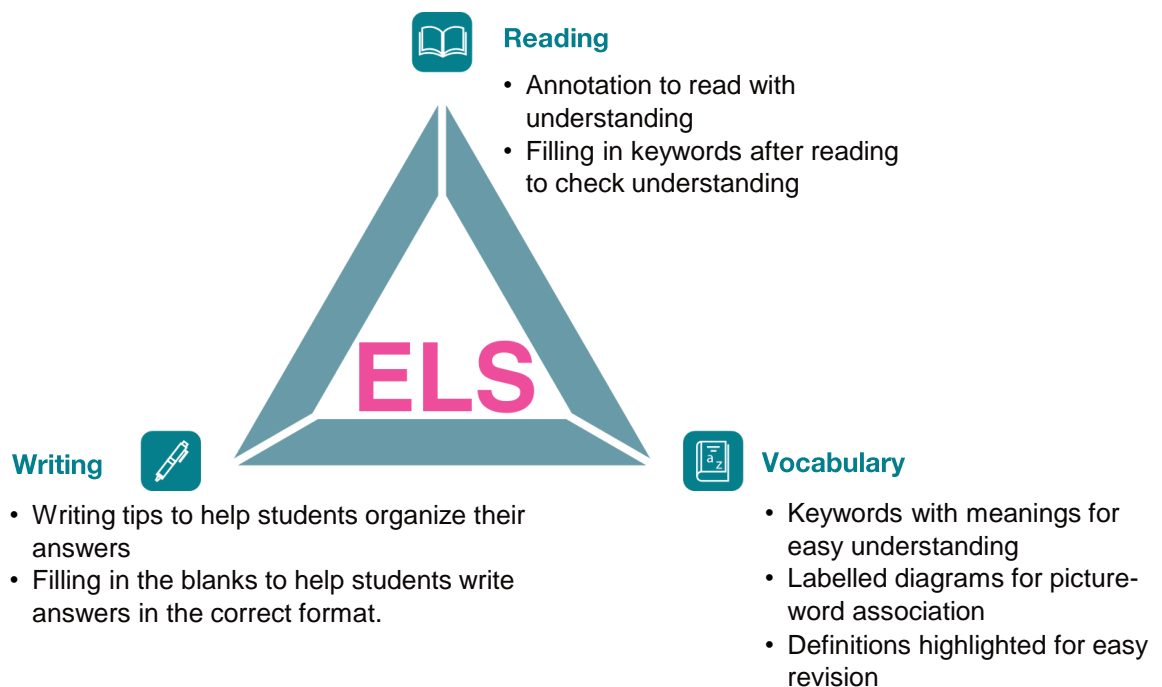 Reading
• Annotation to read with
understanding
• Filling in keywords after reading
to check understanding
ELS
Writing
• Writing tips to help students organize their
answers
• Filling in the blanks to help students write
answers in the correct format.
a z
Vocabulary
• Keywords with meanings for
easy understanding
• Labelled diagrams for picture-
word association
• Definitions highlighted for easy
revision